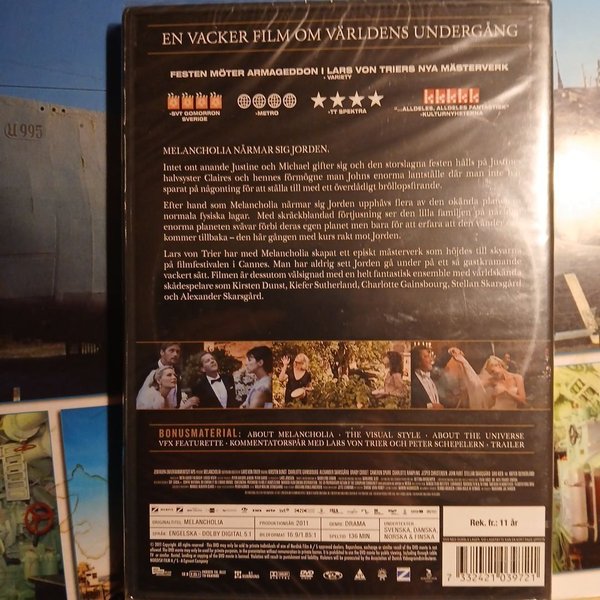 U 995
EN VACKER FILM OM VÄRLDENS UNDERGÅNG
FESTEN MÖTER ARMAGEDDON I LARS VON TRIERS NYA MÄSTERVERK
- VARIETY
-SVT GOMORRON
SVERIGE
-METRO
-TT SPEKTRA
"...ALLDELES, ALLDELES FANTASTISK"
-KULTURNYHETERNA
MELANCHOLIA NÄRMAR SIG JORDEN.
Intet ont anande Justine och Michael gifter sig och den storslagna festen hålls på Justines
halvsyster Claires och hennes förmögne man Johns enorma lantställe där man inte har
sparat på någonting för att ställa till med ett överdådigt bröllopsfirande.
Efter hand som Melancholia närmar sig Jorden upphävs flera av den okända planetens
normala fysiska lagar. Med skräckblandad förtjusning ser den lilla familjen på när den
enorma planeten svävar förbi deras egen planet men bara för att erfara att den vänder och
kommer tillbaka – den här gången med kurs rakt mot Jorden.
Lars von Trier har med Melancholia skapat ett episkt mästerverk som höjdes till skyarna
på filmfestivalen i Cannes. Man har aldrig sett Jorden gå under på ett så gastkramande
vackert sätt. Filmen är dessutom välsignad med en helt fantastisk ensemble med världskända
skådespelare som Kirsten Dunst, Kiefer Sutherland, Charlotte Gainsbourg, Stellan Skarsgård
och Alexander Skarsgård.
BONUSMATERIAL: ABOUT MELANCHOLIA · THE VISUAL STYLE · ABOUT THE UNIVERSE
VFX FEATURETTE · KOMMENTATORSPÅR MED LARS VON TRIER OCH PETER SCHEPELERN · TRAILER
ORIGINALTITEL: MELANCHOLIA PRODUKTIONSÅR: 2011 GENRE: DRAMA UNDERTEXTER:
SPRÅK: ENGELSKA - DOLBY DIGITAL 5.1 BILDFORMAT: 16:9/1.85:1 SPELTID: 136 MIN SVENSKA, DANSKA,
NORSKA & FINSKA
Rek. fr.: 11 år
7 332421 039721